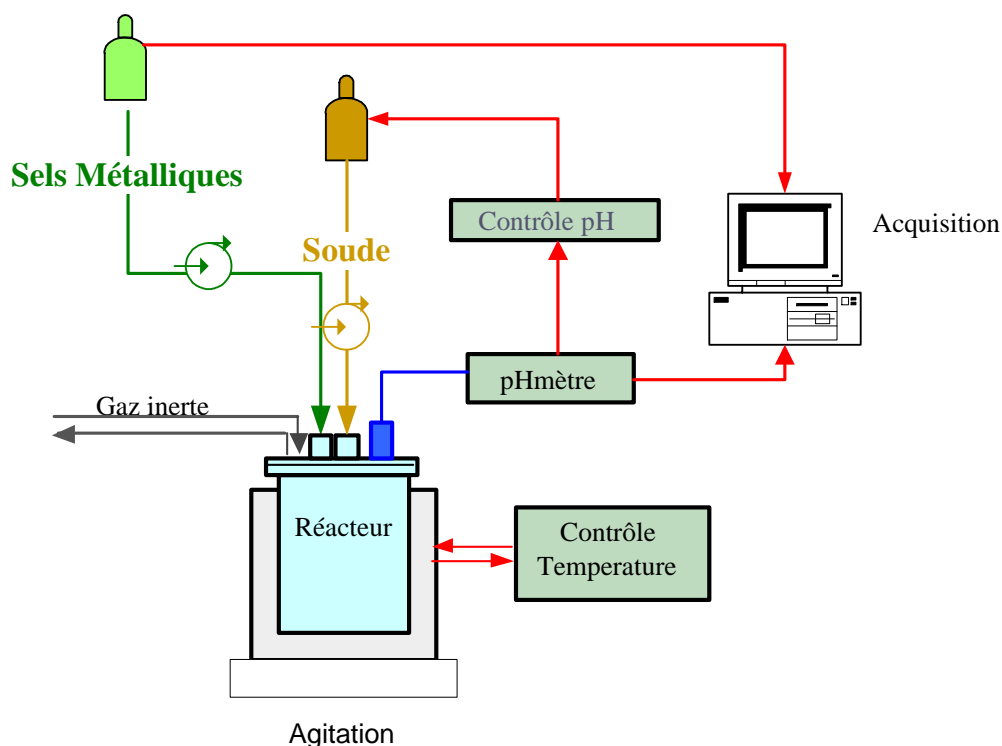 Sels Métalliques
Soude
Contrôle pH
Acquisition
pHmètre
Gaz inerte
Réacteur
Contrôle
Temperature
Agitation